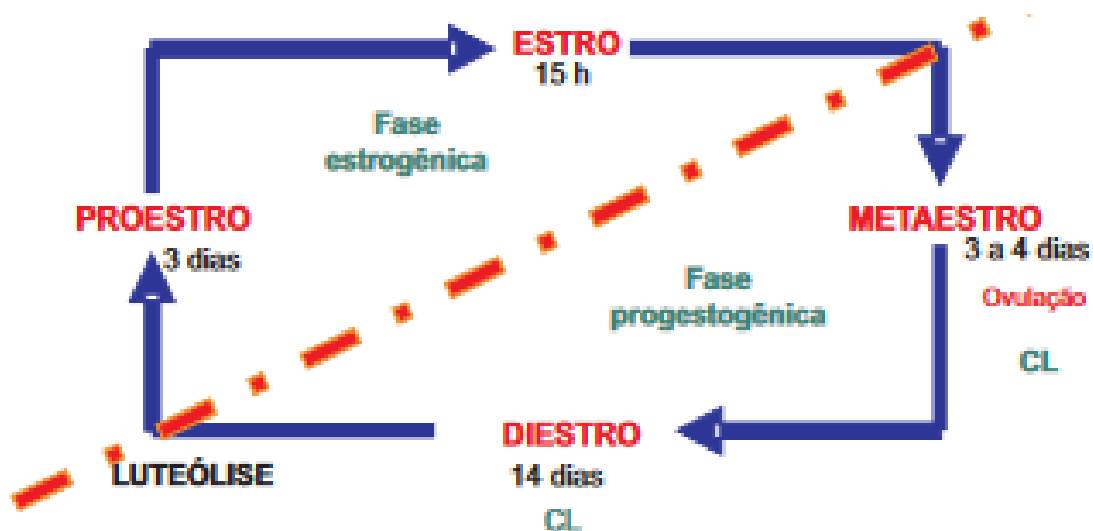 ESTRO
15 h
Fase
estrogênica
PROESTRO
3 dias
METAESTRO
3 a 4 dias
Ovulação
CL
Fase
progestogênica
DIESTRO
14 dias
CL
LUTEÓLISE